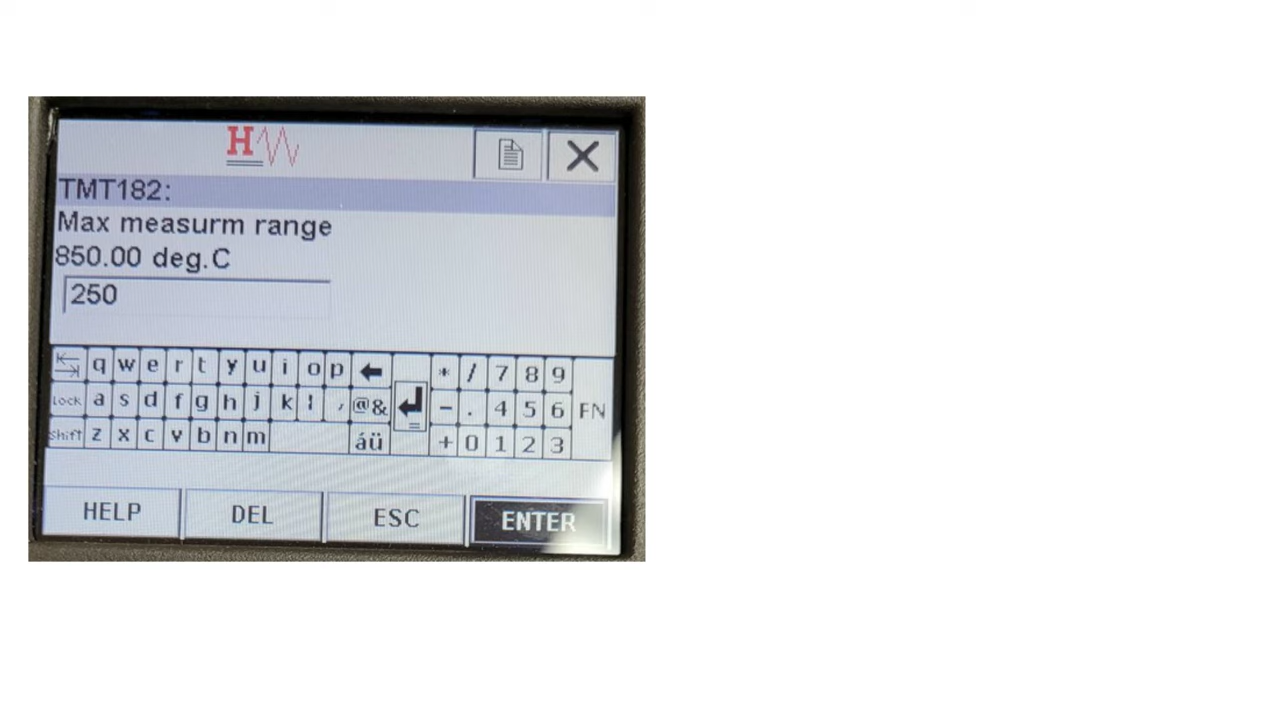 H
TMT182:
Max measurm range
850.00 deg.C
250
q w e r t y u i o p * / 7 8 9
Lock a s d f g h j k l ' @& - . 4 5 6 FN
Shift z x c v b n m áü + 0 1 2 3
HELP DEL ESC ENTER